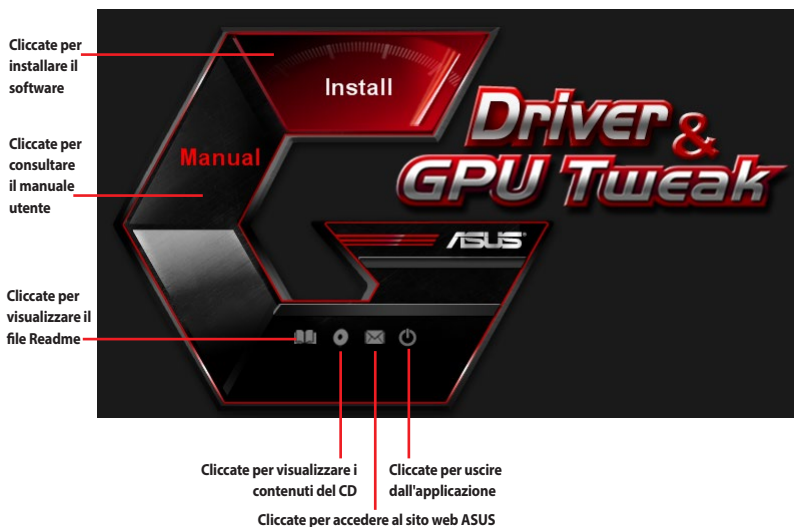 Cliccate per
installare il
software
Install
Driver &
GPU Tweak
Cliccate per
consultare
il manuale
utente
Manual
ASUS
Cliccate per
visualizzare il
file Readme
Cliccate per visualizzare i
contenuti del CD
Cliccate per uscire
dall'applicazione
Cliccate per accedere al sito web ASUS